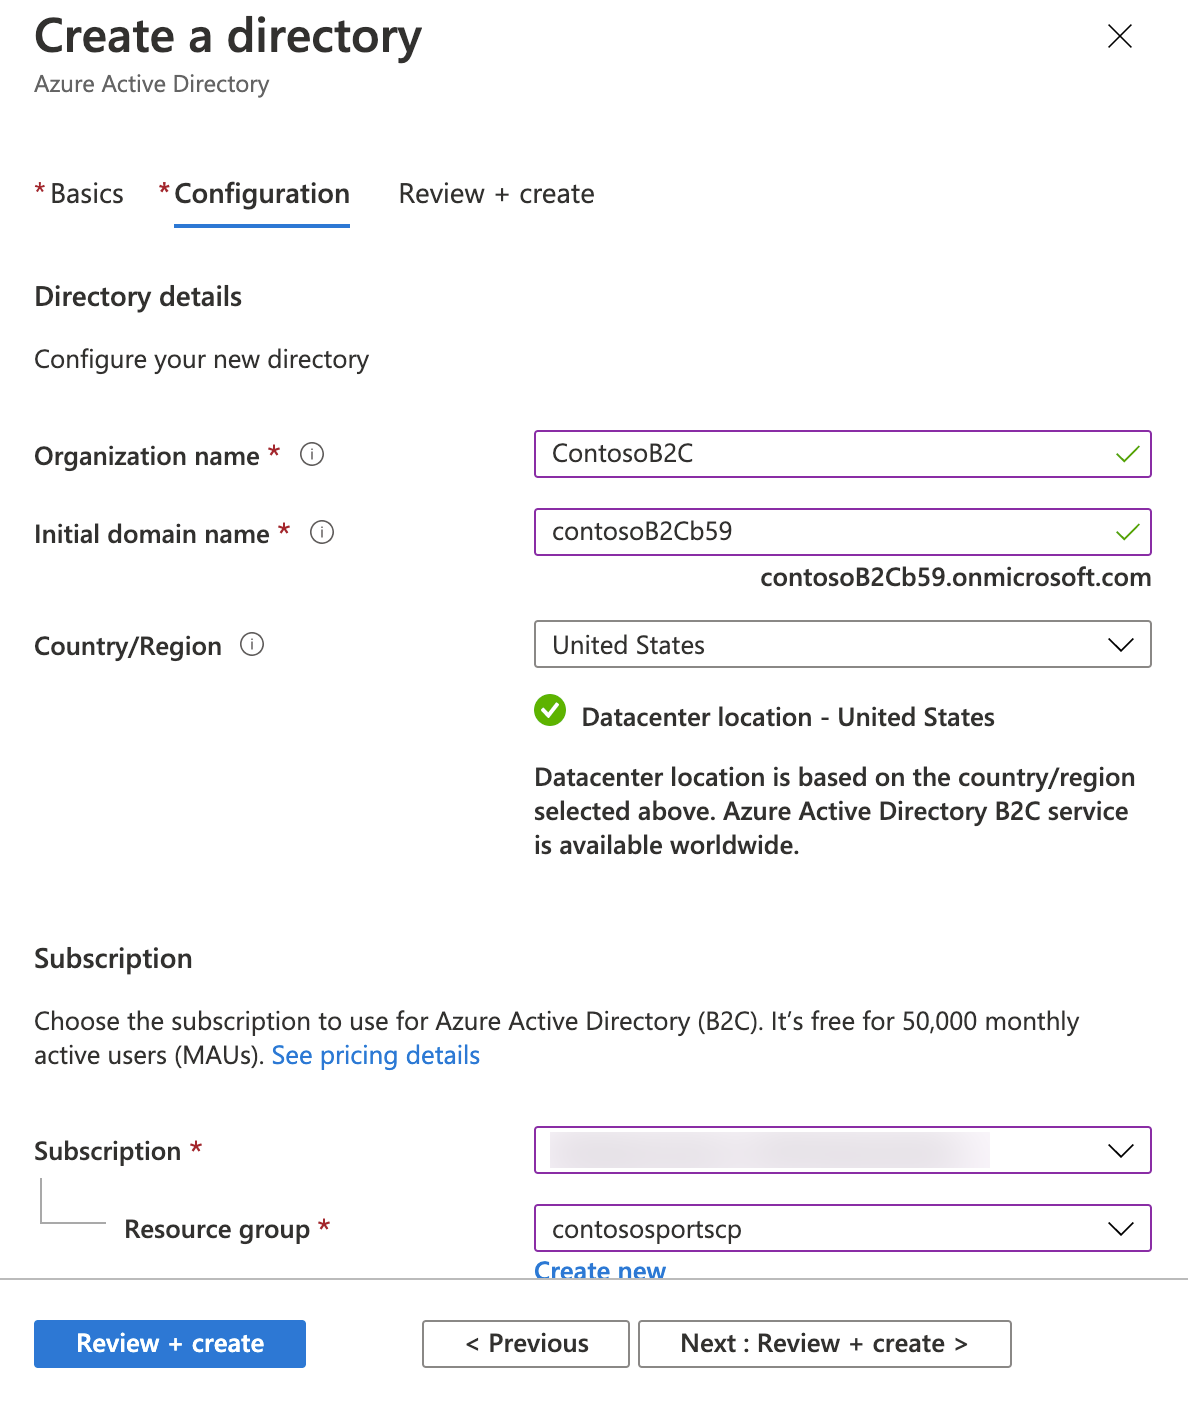 Create a directory
Azure Active Directory
* Basics * Configuration Review + create
Directory details
Configure your new directory
Organization name * ContosoB2C
Initial domain name * contosoB2Cb59
contosoB2Cb59.onmicrosoft.com
Country/Region United States
Datacenter location - United States
Datacenter location is based on the country/region
selected above. Azure Active Directory B2C service
is available worldwide.
Subscription
Choose the subscription to use for Azure Active Directory (B2C). It’s free for 50,000 monthly
active users (MAUs). See pricing details
Subscription *
Resource group * contososportscp
Create new
Review + create < Previous Next : Review + create >